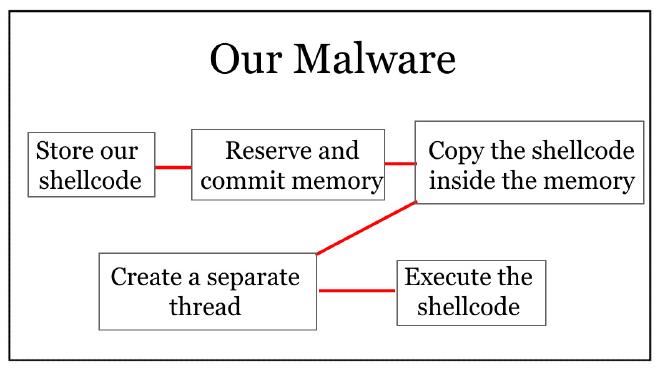 Our Malware
Store our
shellcode
Reserve and
commit memory
Copy the shellcode
inside the memory
Create a separate
thread
Execute the
shellcode